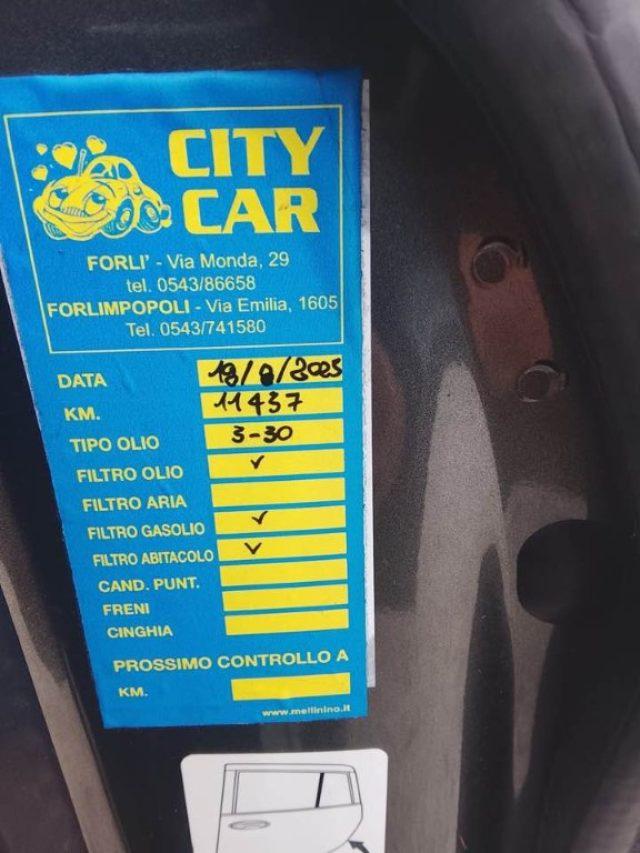 CITY
CAR
FORLI' - Via Monda, 29
tel. 0543/86658
FORLIMPOPOLI - Via Emilia, 1605
Tel. 0543/741580
DATA 18/8/2025
KM. 11437
TIPO OLIO 3-30
FILTRO OLIO ✓
FILTRO ARIA
FILTRO GASOLIO ✓
FILTRO ABITACOLO ✓
CAND. PUNT.
FRENI
CINGHIA
PROSSIMO CONTROLLO A
KM.
www.mellinino.it